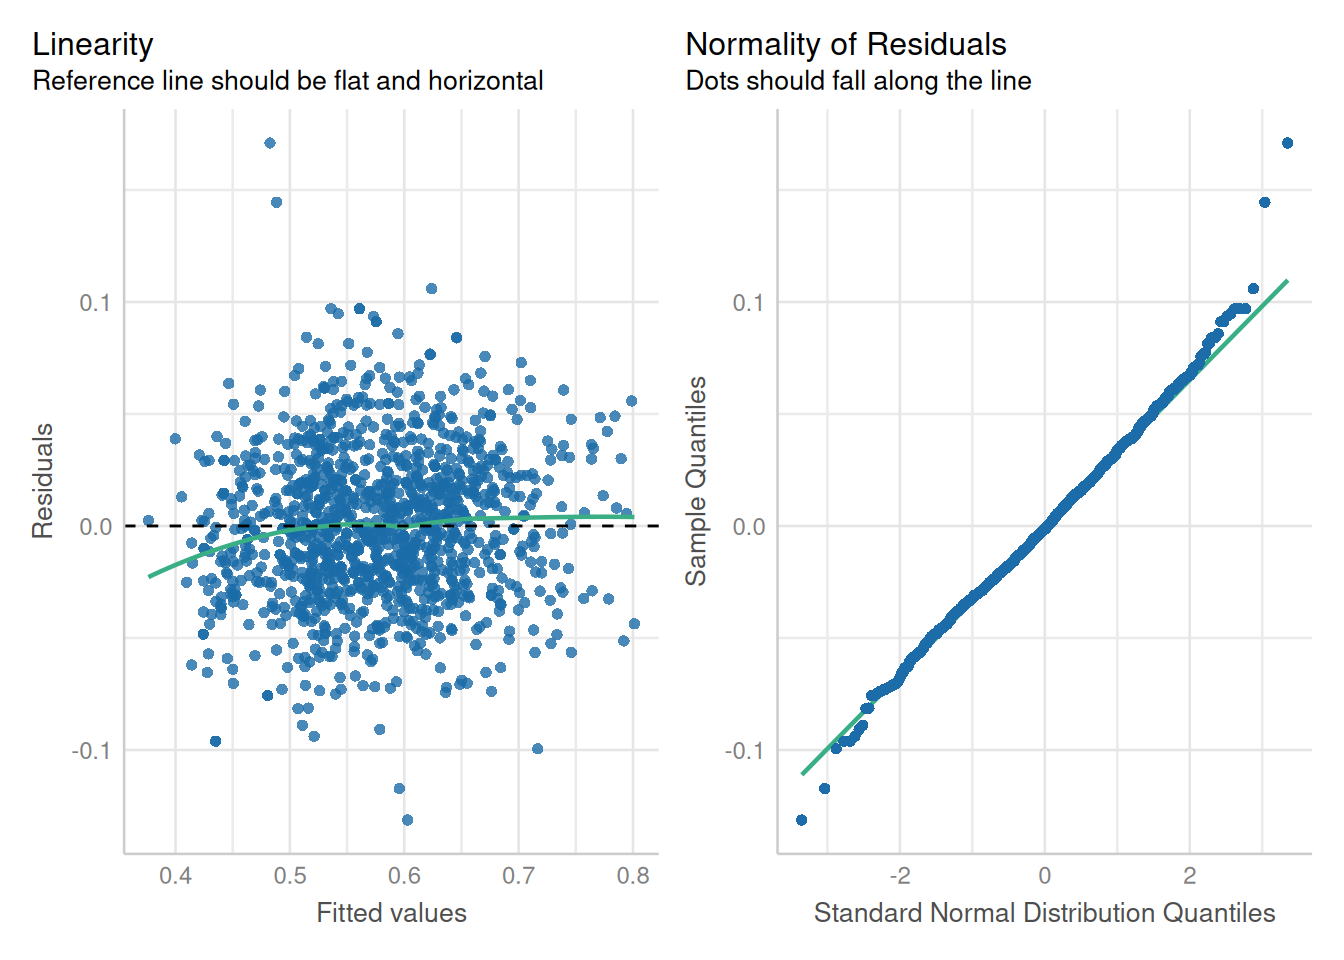 Linearity
Reference line should be flat and horizontal
Residuals
0.1
0.0
-0.1
0.4 0.5 0.6 0.7 0.8
Fitted values
Normality of Residuals
Dots should fall along the line
Sample Quantiles
0.1
0.0
-0.1
-2 0 2
Standard Normal Distribution Quantiles